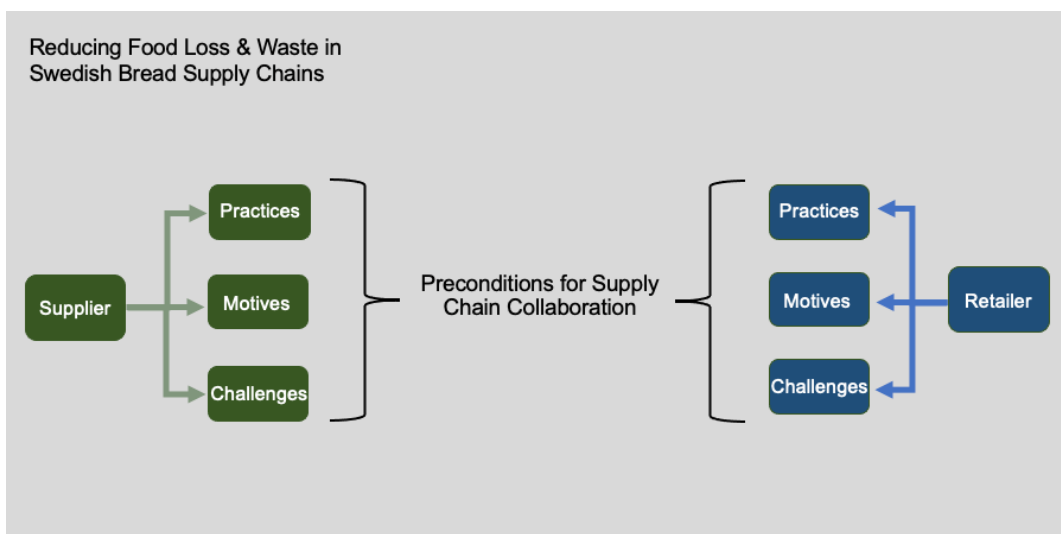 Reducing Food Loss & Waste in
Swedish Bread Supply Chains
Supplier
Practices
Motives
Challenges
Preconditions for Supply
Chain Collaboration
Practices
Motives
Challenges
Retailer